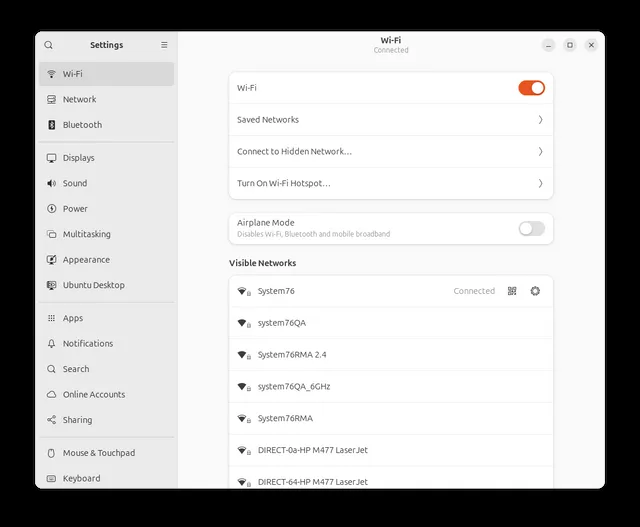 Settings
Wi-Fi
Network
Bluetooth
Displays
Sound
Power
Multitasking
Appearance
Ubuntu Desktop
Apps
Notifications
Search
Online Accounts
Sharing
Mouse & Touchpad
Keyboard
Wi-Fi
Connected
Wi-Fi
Saved Networks
Connect to Hidden Network…
Turn On Wi-Fi Hotspot…
Airplane Mode
Disables Wi-Fi, Bluetooth and mobile broadband
Visible Networks
System76 Connected
system76QA
System76RMA 2.4
system76QA_6GHz
System76RMA
DIRECT-0a-HP M477 LaserJet
DIRECT-64-HP M477 LaserJet